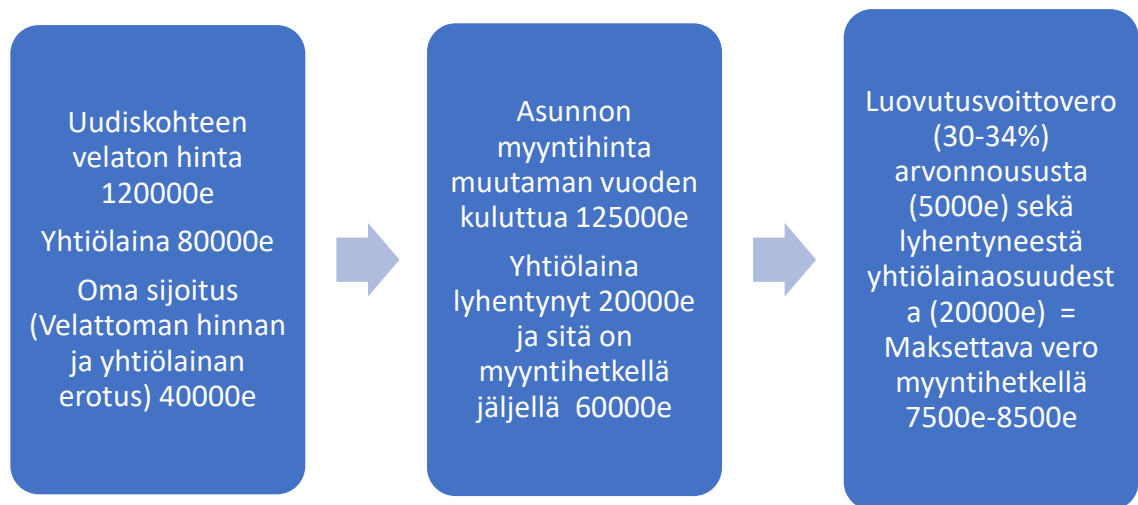 Uudiskohteen
velaton hinta
120000e
Yhtiölaina 80000e
Oma sijoitus
(Velattoman hinnan
ja yhtiölainan
erotus) 40000e
Asunnon
myyntihinta
muutaman vuoden
kuluttua 125000e
Yhtiölaina
lyhentynyt 20000e
ja sitä on
myyntihetkellä
jäljellä  60000e
Luovutusvoittovero
(30-34%)
arvonnoususta
(5000e) sekä
lyhentyneestä
yhtiölainaosuudest
a (20000e)  =
Maksettava vero
myyntihetkellä
7500e-8500e